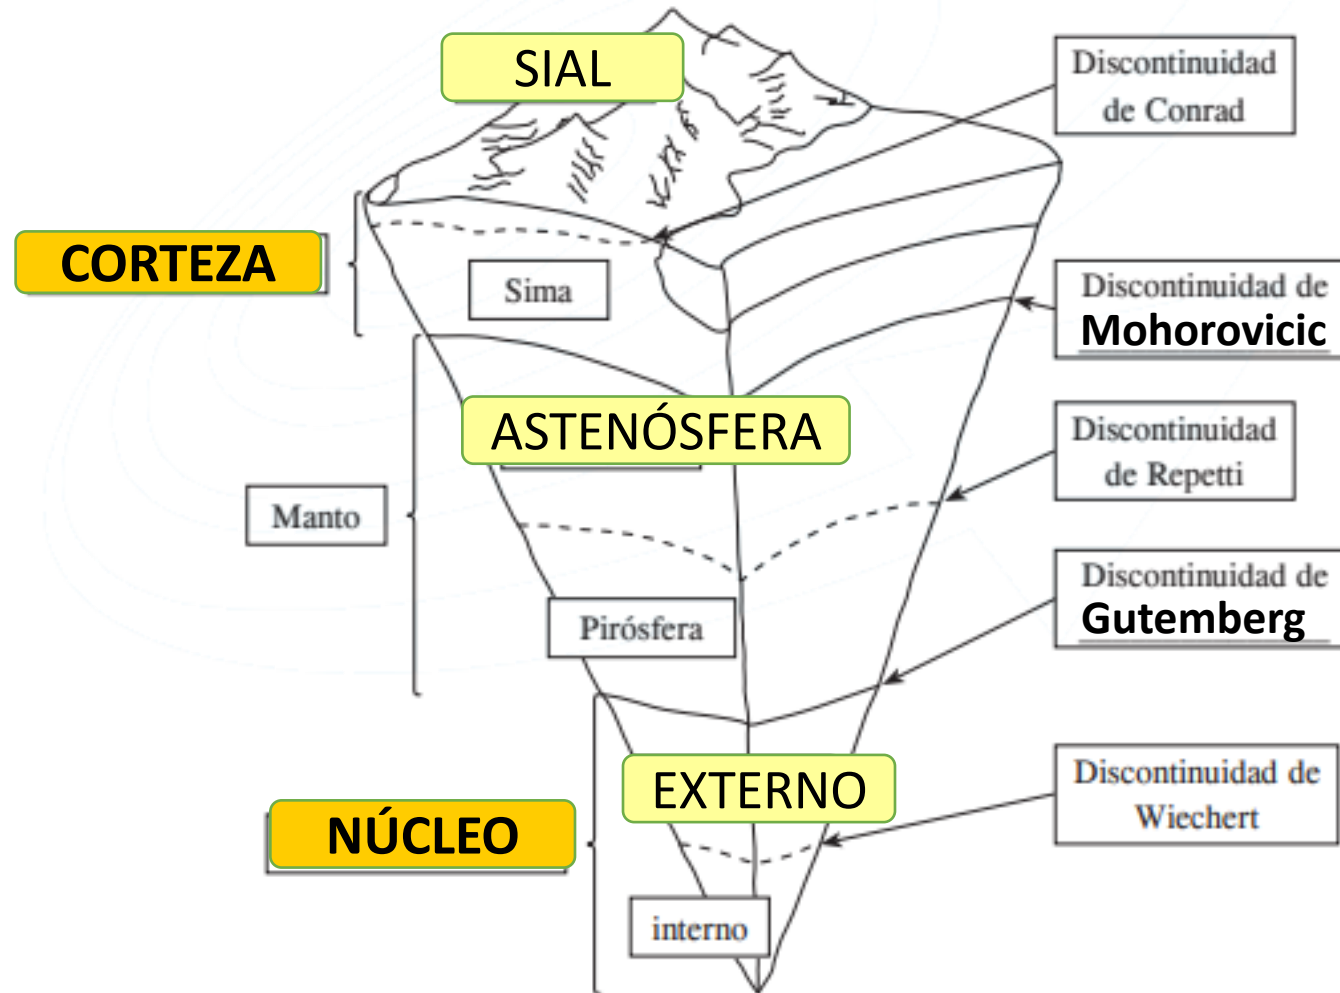 SIAL
Discontinuidad
de Conrad
CORTEZA
Sima
Discontinuidad de
Mohorovicic
ASTENÓSFERA
Discontinuidad
de Repetti
Manto
Discontinuidad de
Gutemberg
Pirósfera
EXTERNO
Discontinuidad de
Wiechert
NÚCLEO
interno